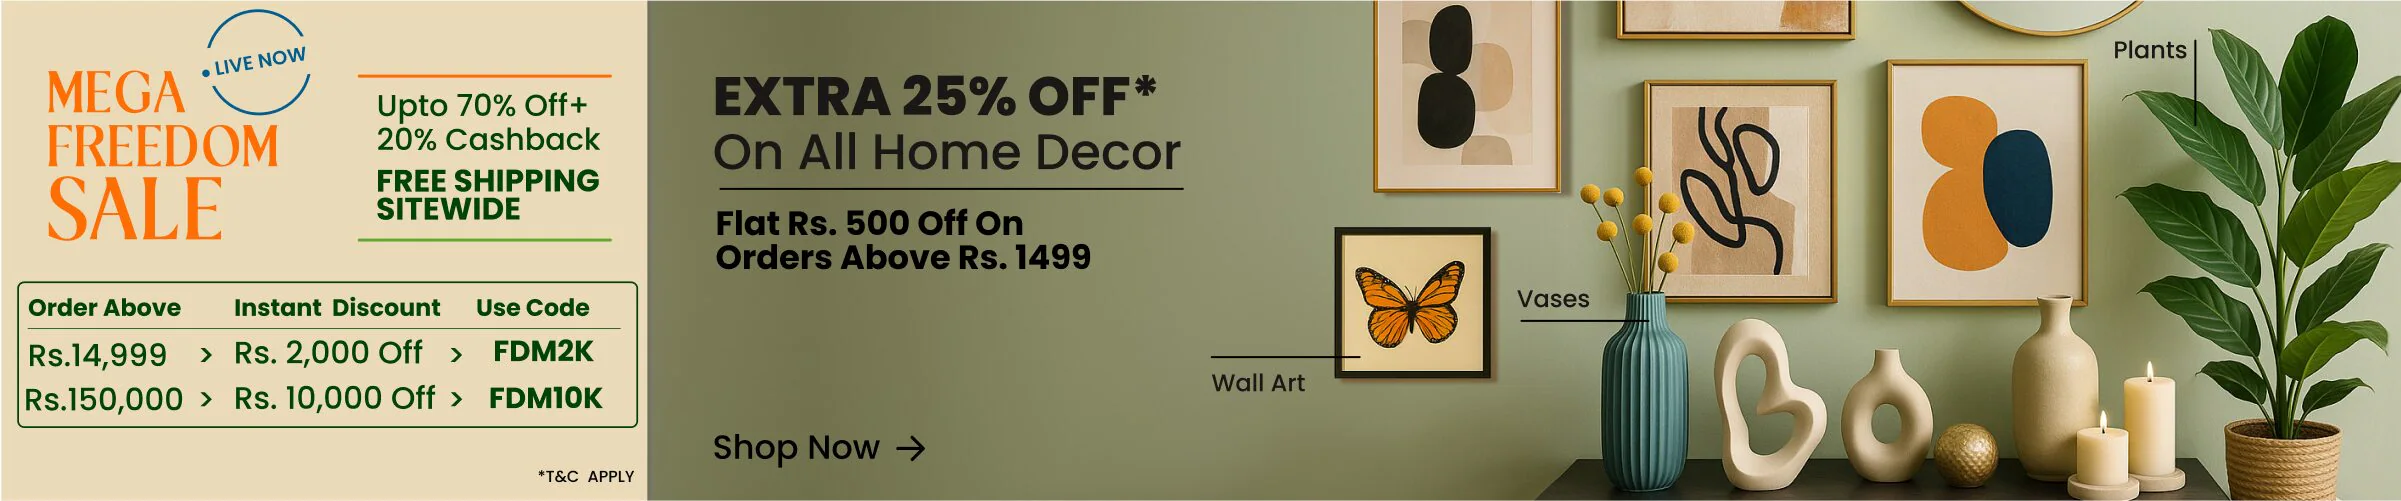 LIVE NOW
MEGA
FREEDOM
SALE
Upto 70% Off+
20% Cashback
FREE SHIPPING
SITEWIDE
Order Above Instant Discount Use Code
Rs.14,999 > Rs. 2,000 Off > FDM2K
Rs.150,000 > Rs. 10,000 Off > FDM10K
*T&C APPLY
EXTRA 25% OFF*
On All Home Decor
Flat Rs. 500 Off On
Orders Above Rs. 1499
Shop Now →
Wall Art
Vases
Plants